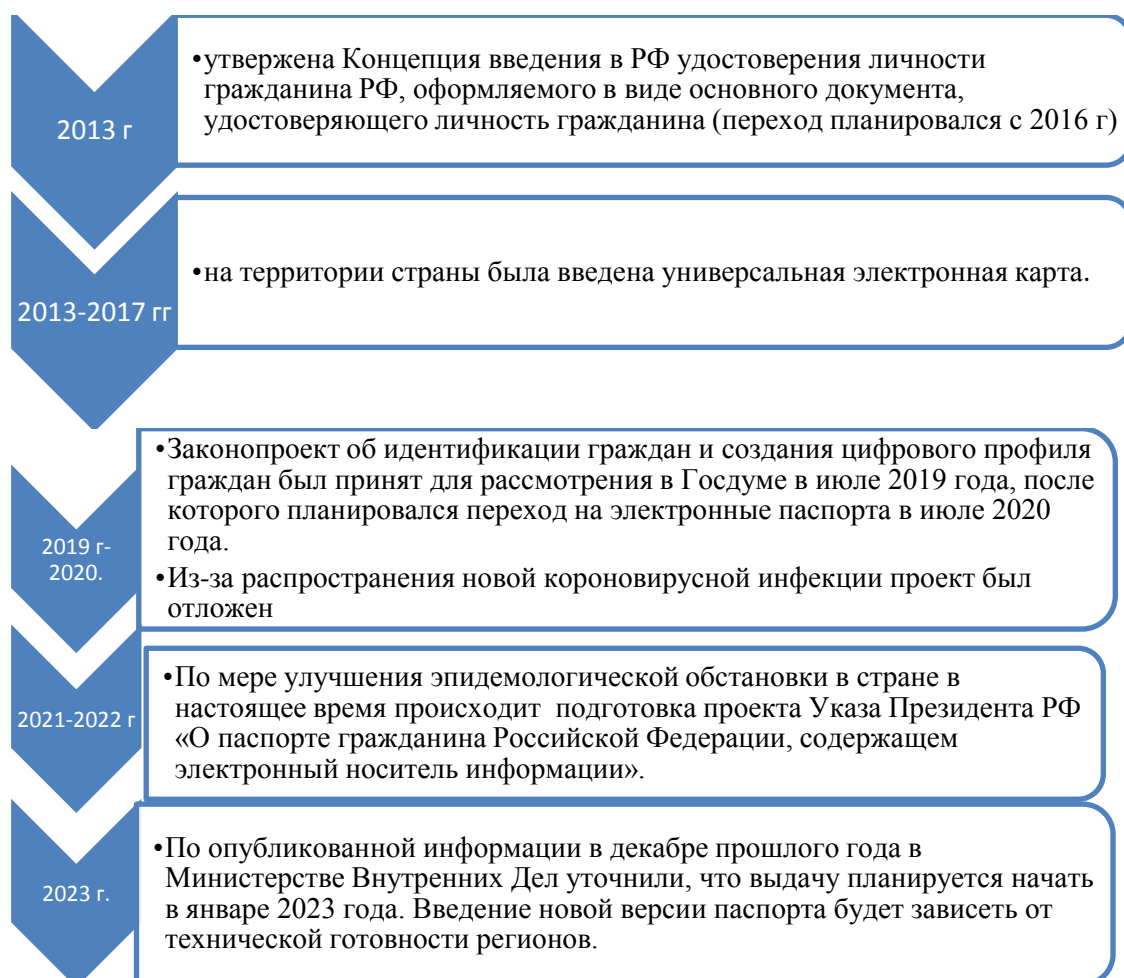 2013 г
•утвержена Концепция введения в РФ удостоверения личности
гражданина РФ, оформляемого в виде основного документа,
удостоверяющего личность гражданина (переход планировался с 2016 г)
2013-2017 гг
•на территории страны была введена универсальная электронная карта.
2019 г-
2020.
•Законопроект об идентификации граждан и создания цифрового профиля
граждан был принят для рассмотрения в Госдуме в июле 2019 года, после
которого планировался переход на электронные паспорта в июле 2020
года.
•Из-за распространения новой короновирусной инфекции проект был
отложен
2021-2022 г
•По мере улучшения эпидемологической обстановки в стране в
настоящее время происходит подготовка проекта Указа Президента РФ
«О паспорте гражданина Российской Федерации, содержащем
электронный носитель информации».
2023 г.
•По опубликованной информации в декабре прошлого года в
Министерстве Внутренних Дел уточнили, что выдачу планируется начать
в январе 2023 года. Введение новой версии паспорта будет зависеть от
технической готовности регионов.